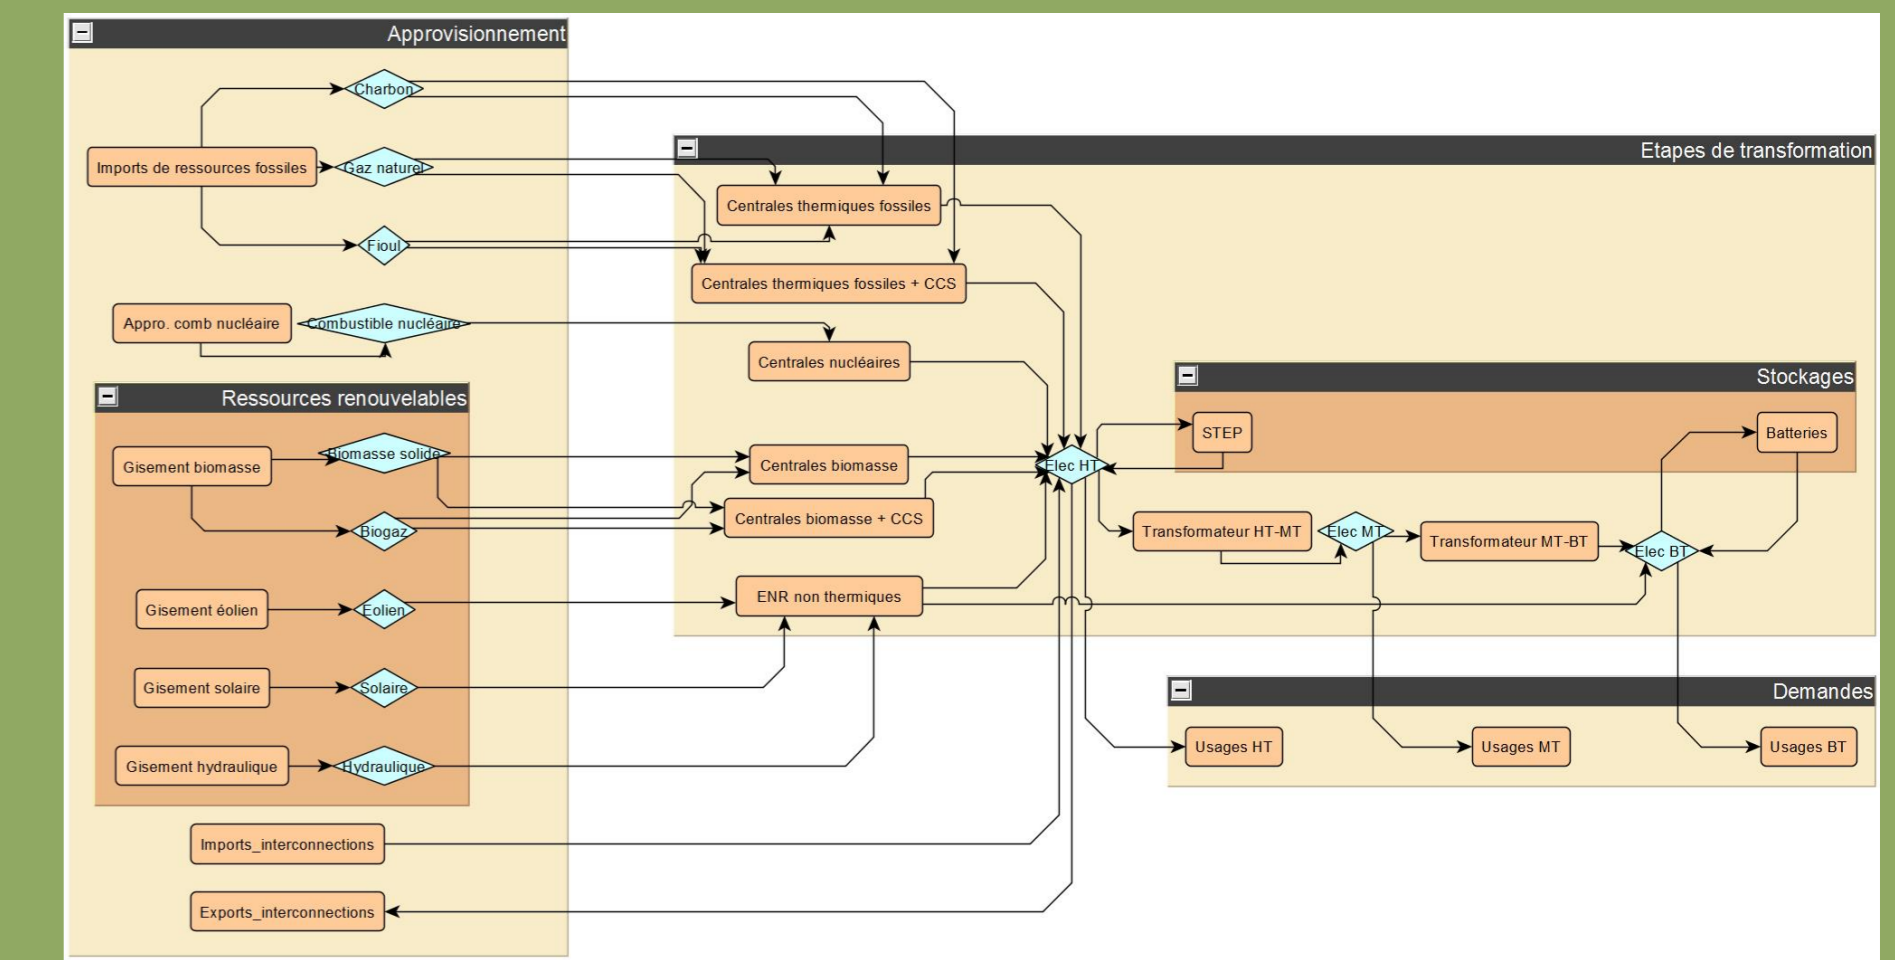 Approvisionnement
Charbon
Imports de ressources fossiles
Gaz naturel
Fioul
Appro. comb nucléaire
Combustible nucléaire
Ressources renouvelables
Gisement biomasse
Biomasse solide
Biogaz
Gisement éolien
Eolien
Gisement solaire
Solaire
Gisement hydraulique
Hydraulique
Imports_interconnections
Exports_interconnections
Etapes de transformation
Centrales thermiques fossiles
Centrales thermiques fossiles + CCS
Centrales nucléaires
Centrales biomasse
Centrales biomasse + CCS
ENR non thermiques
Elec HT
Stockages
STEP
Batteries
Transformateur HT-MT
Elec MT
Transformateur MT-BT
Elec BT
Demandes
Usages HT
Usages MT
Usages BT